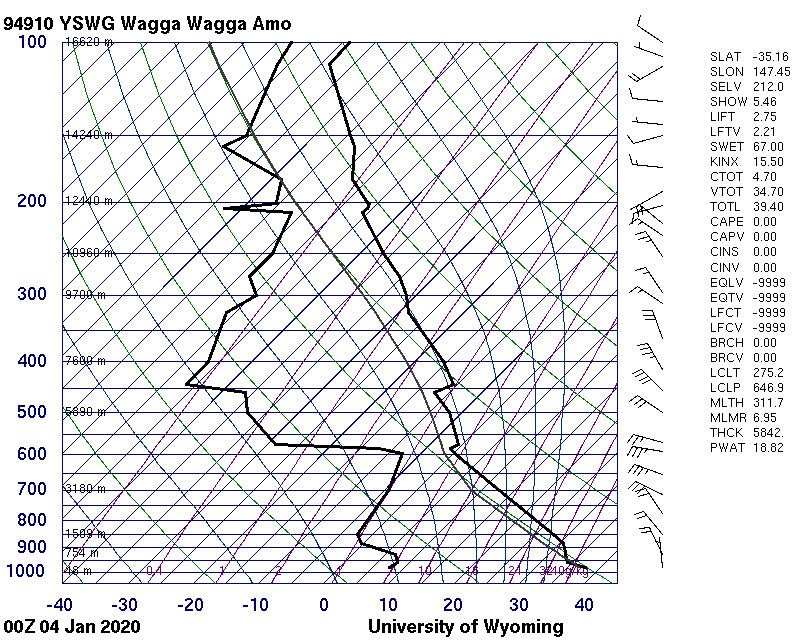 94910 YSWG Wagga Wagga Amo
100
16620 m
14240 m
200
12440 m
10960 m
300
9700 m
400
7600 m
500
5890 m
600
700
3180 m
800
1509 m
900
754 m
1000
0.4 1 2 4 10 16 24 32 40g/kg
-40 -30 -20 -10 0 10 20 30 40
00Z 04 Jan 2020
University of Wyoming
SLAT -35.16
SLON 147.45
SELV 212.0
SHOW 5.46
LIFT 2.75
LFTV 2.21
SWET 67.00
KINX 15.50
CTOT 4.70
VTOT 34.70
TOTL 39.40
CAPE 0.00
CAPV 0.00
CINS 0.00
CINV 0.00
EQLV -9999
EQTV -9999
LFCT -9999
LFCV -9999
BRCH 0.00
BRCV 0.00
LCLT 275.2
LCLP 646.9
MLTH 311.7
MLMR 6.95
THCK 5842.
PWAT 18.82